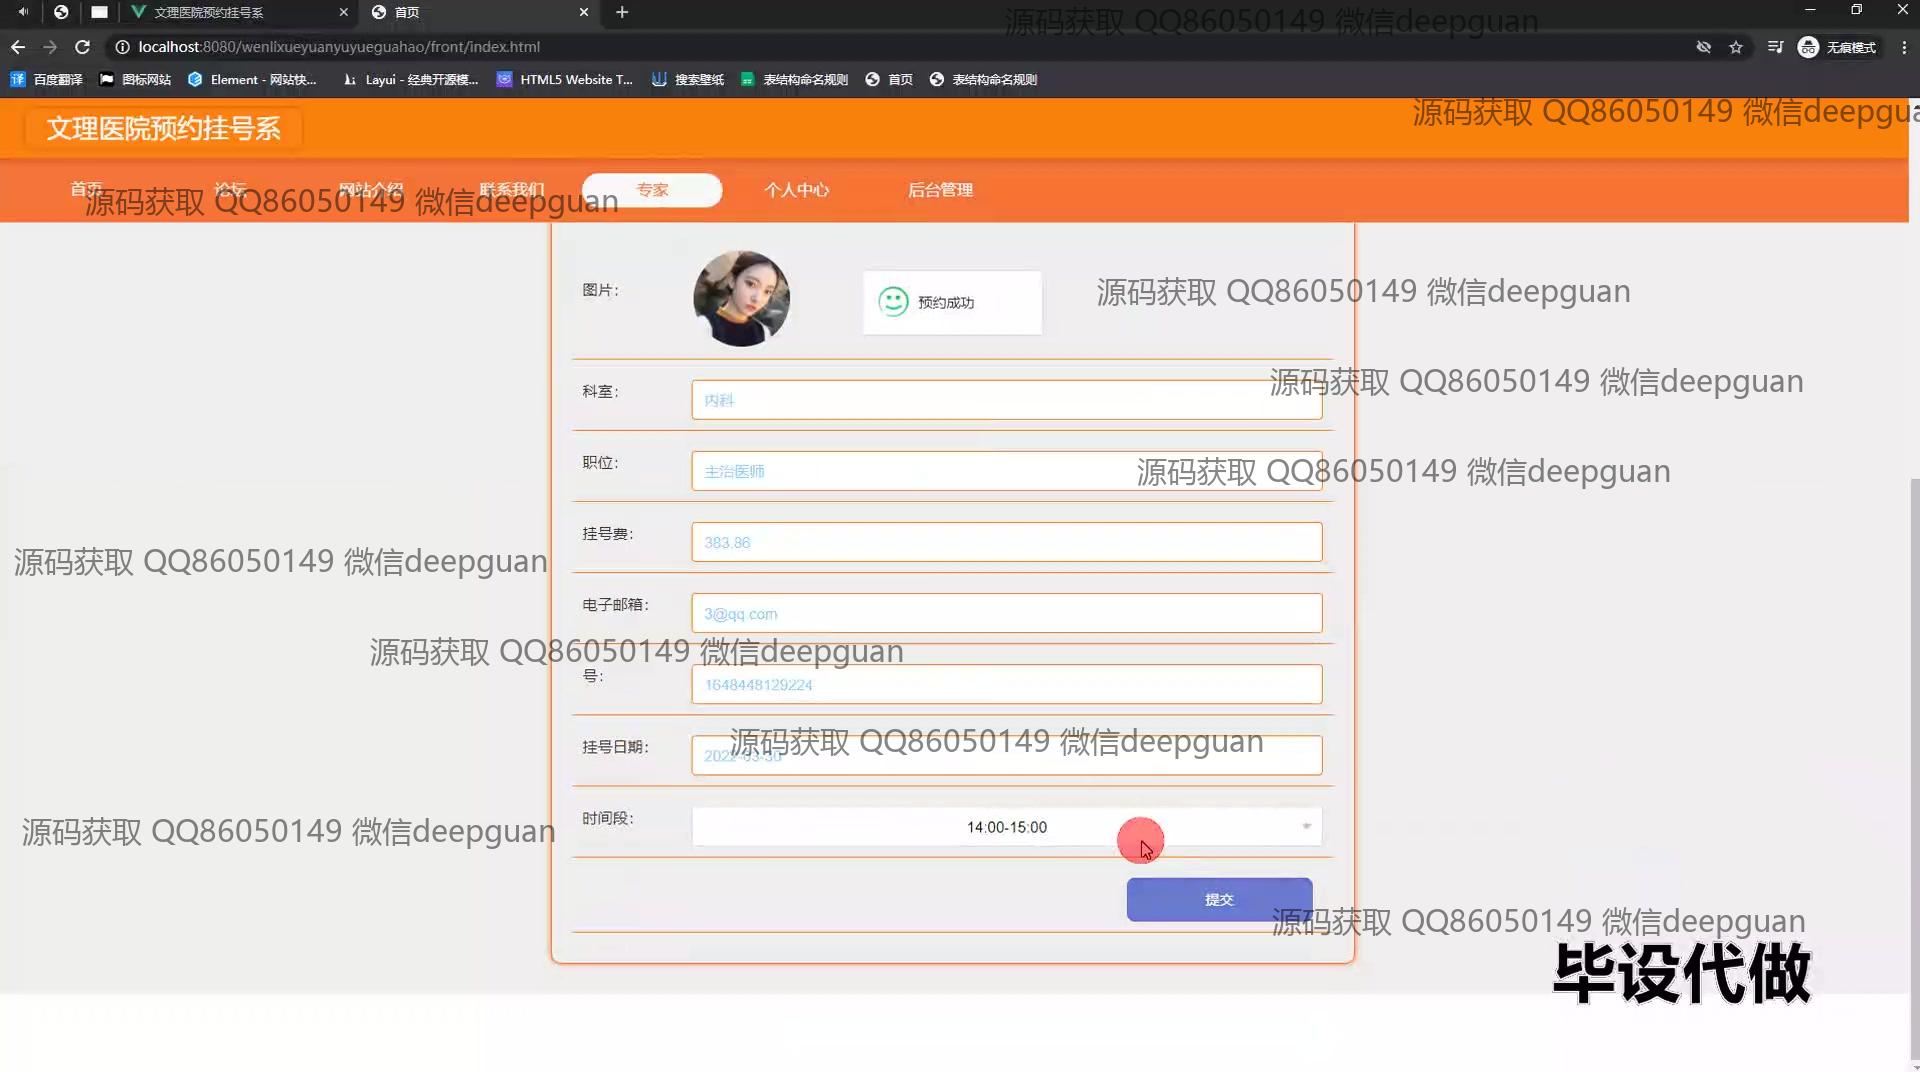 文理医院预约挂号系
首页
源码获取 QQ86050149 微信deepguan
localhost:8080/wenlixueyuanyuyueguahao/front/index.html
无痕模式
百度翻译
图标网站
Element - 网站快...
Layui - 经典开源模...
HTML5 Website T...
搜索壁纸
表结构命名规则
首页
表结构命名规则
文理医院预约挂号系
源码获取 QQ86050149 微信deepgua
首页
论坛
网站介绍
联系我们
专家
个人中心
后台管理
源码获取 QQ86050149 微信deepguan
图片:
预约成功
源码获取 QQ86050149 微信deepguan
科室:
内科
源码获取 QQ86050149 微信deepguan
职位:
主治医师
源码获取 QQ86050149 微信deepguan
挂号费:
383.86
源码获取 QQ86050149 微信deepguan
电子邮箱:
3@qq.com
源码获取 QQ86050149 微信deepguan
号:
1648448129224
挂号日期:
2022-03-30
源码获取 QQ86050149 微信deepguan
时间段:
14:00-15:00
源码获取 QQ86050149 微信deepguan
提交
源码获取 QQ86050149 微信deepguan
毕设代做